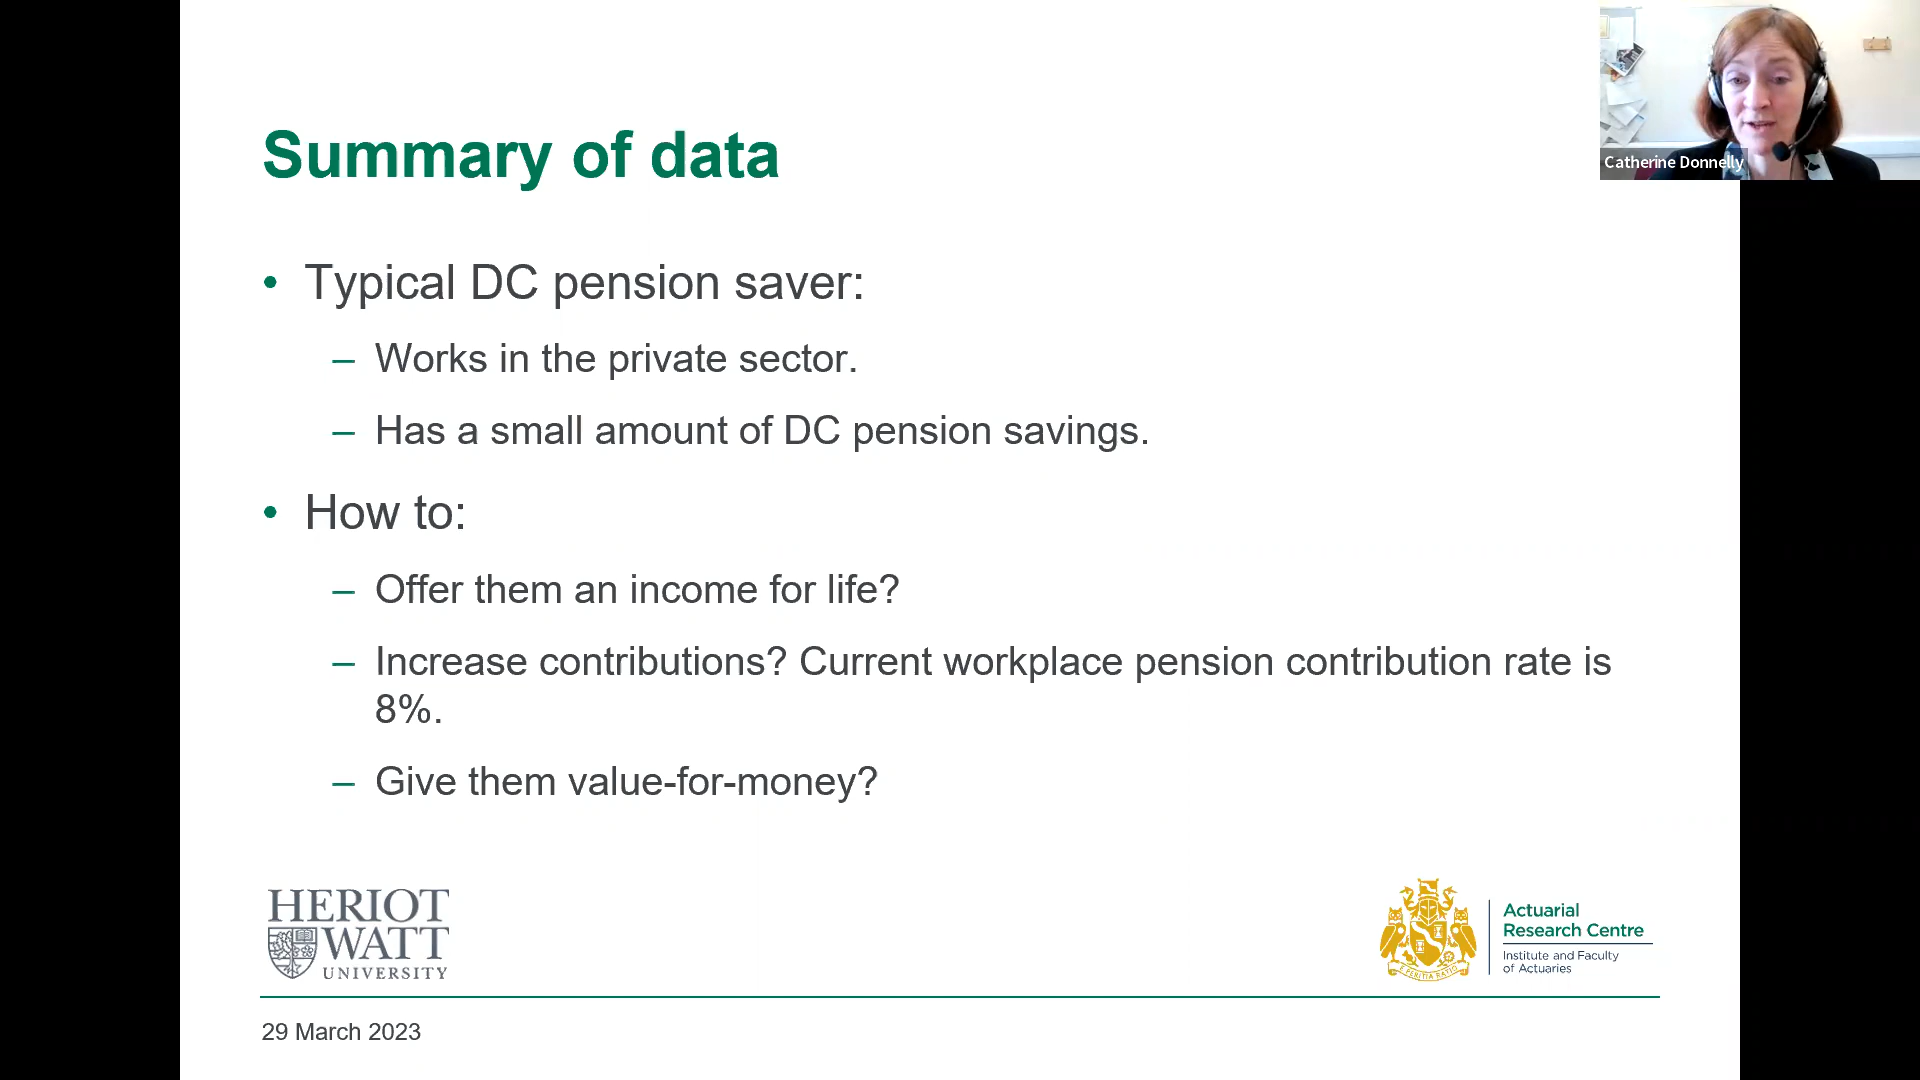 Summary of data
Catherine Donnelly
• Typical DC pension saver:
– Works in the private sector.
– Has a small amount of DC pension savings.
• How to:
– Offer them an income for life?
– Increase contributions? Current workplace pension contribution rate is
8%.
– Give them value-for-money?
HERIOT
WATT
UNIVERSITY
E PERITIA RATIO
Actuarial
Research Centre
Institute and Faculty
of Actuaries
29 March 2023